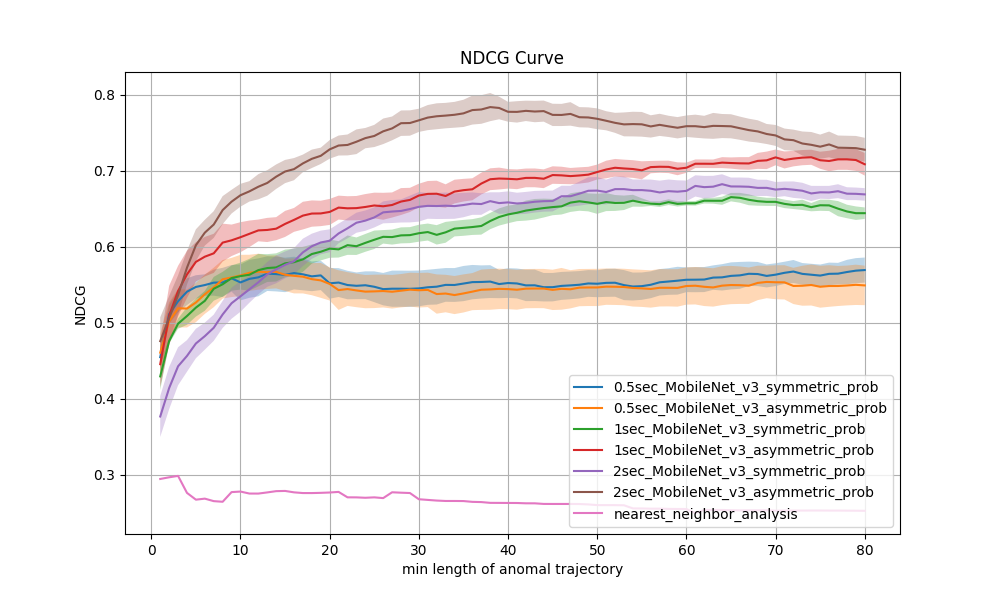 NDCG Curve
NDCG
0.8
0.7
0.6
0.5
0.4
0.3
0.5sec_MobileNet_v3_symmetric_prob
0.5sec_MobileNet_v3_asymmetric_prob
1sec_MobileNet_v3_symmetric_prob
1sec_MobileNet_v3_asymmetric_prob
2sec_MobileNet_v3_symmetric_prob
2sec_MobileNet_v3_asymmetric_prob
nearest_neighbor_analysis
0 10 20 30 40 50 60 70 80
min length of anomal trajectory